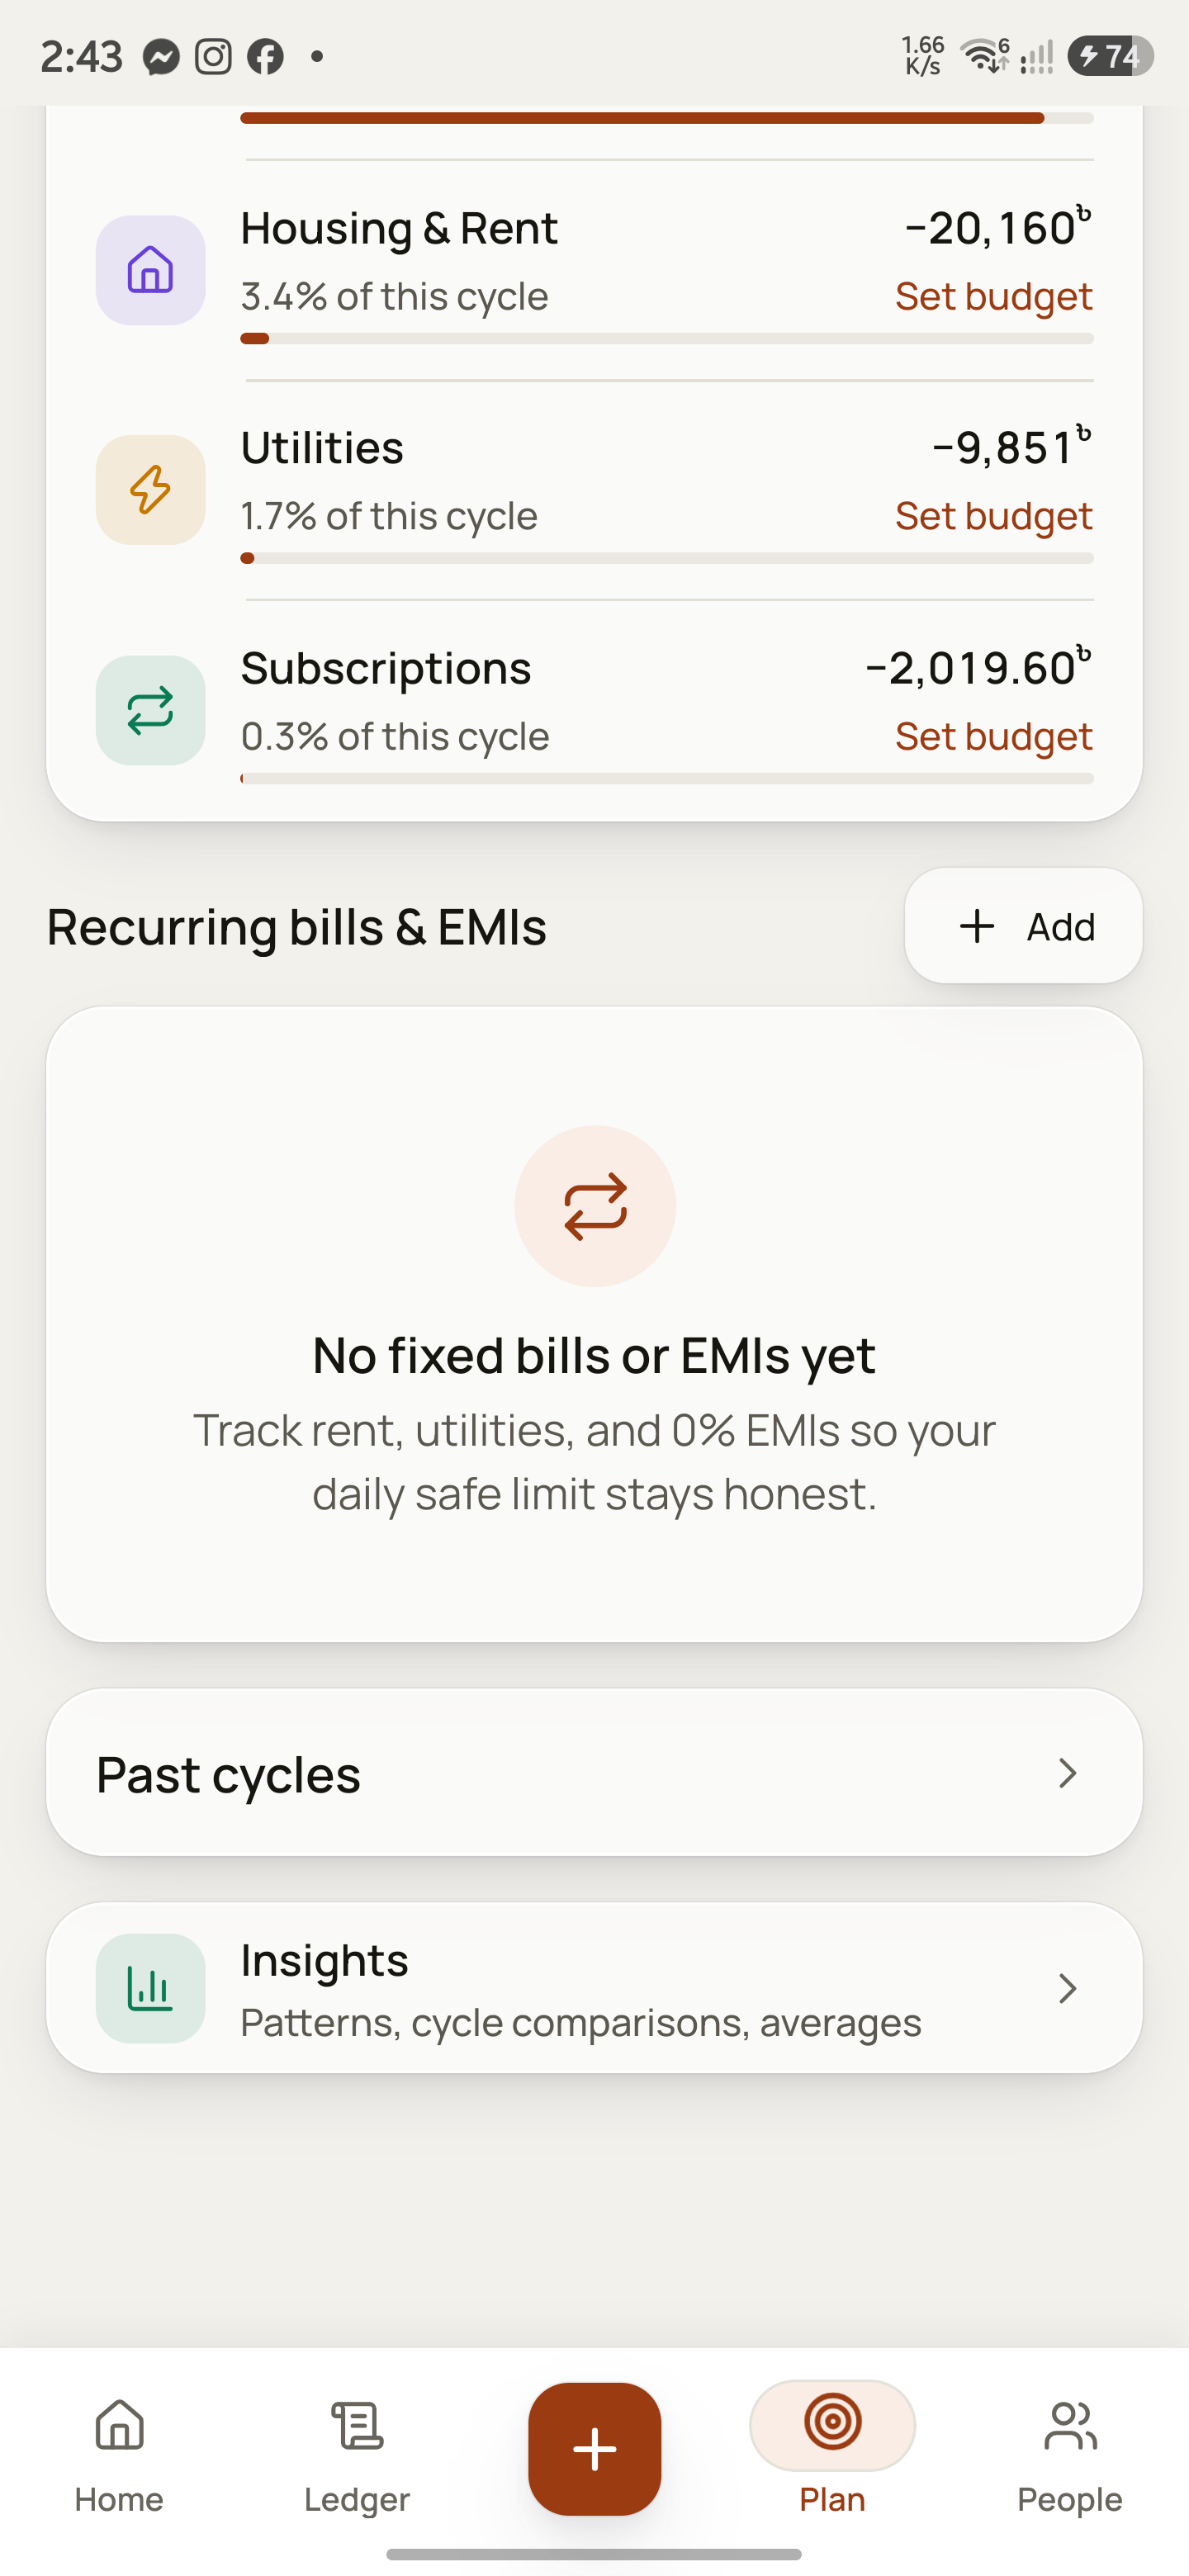 2:43
1.66
K/s
6
74
Housing & Rent
−20,160৳
3.4% of this cycle
Set budget
Utilities
−9,851৳
1.7% of this cycle
Set budget
Subscriptions
−2,019.60৳
0.3% of this cycle
Set budget
Recurring bills & EMIs
Add
No fixed bills or EMIs yet
Track rent, utilities, and 0% EMIs so your
daily safe limit stays honest.
Past cycles
Insights
Patterns, cycle comparisons, averages
Home
Ledger
Plan
People